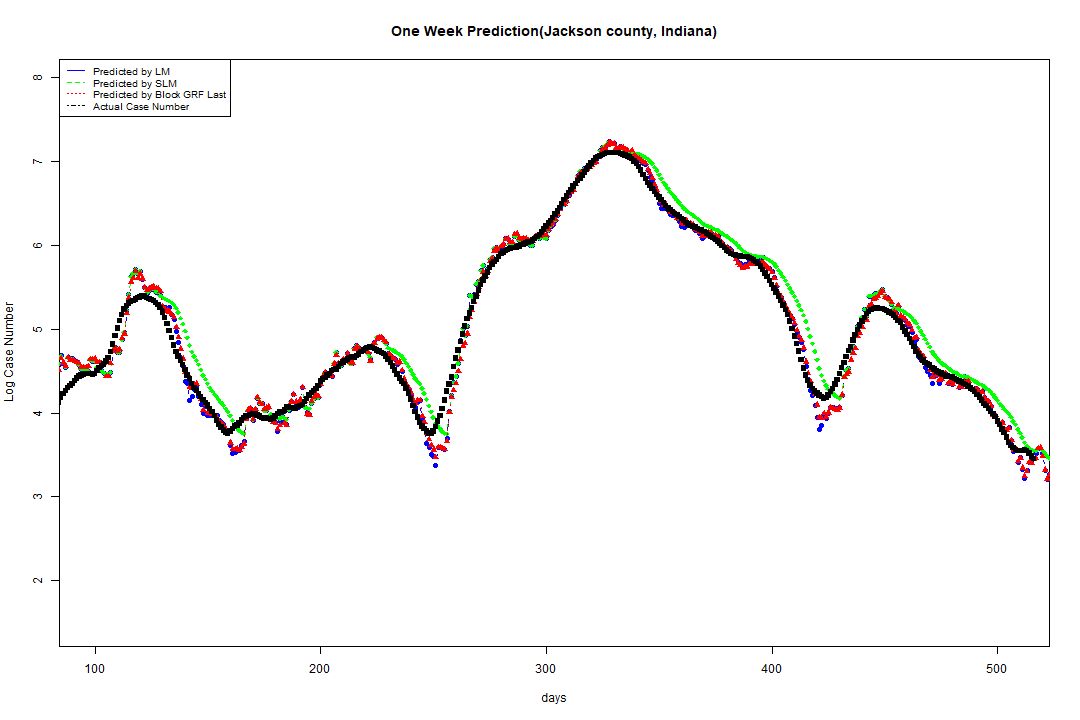 One Week Prediction(Jackson county, Indiana)
Predicted by LM
Predicted by SLM
Predicted by Block GRF Last
Actual Case Number
8
7
6
5
4
3
2
Log Case Number
100 200 300 400 500
days